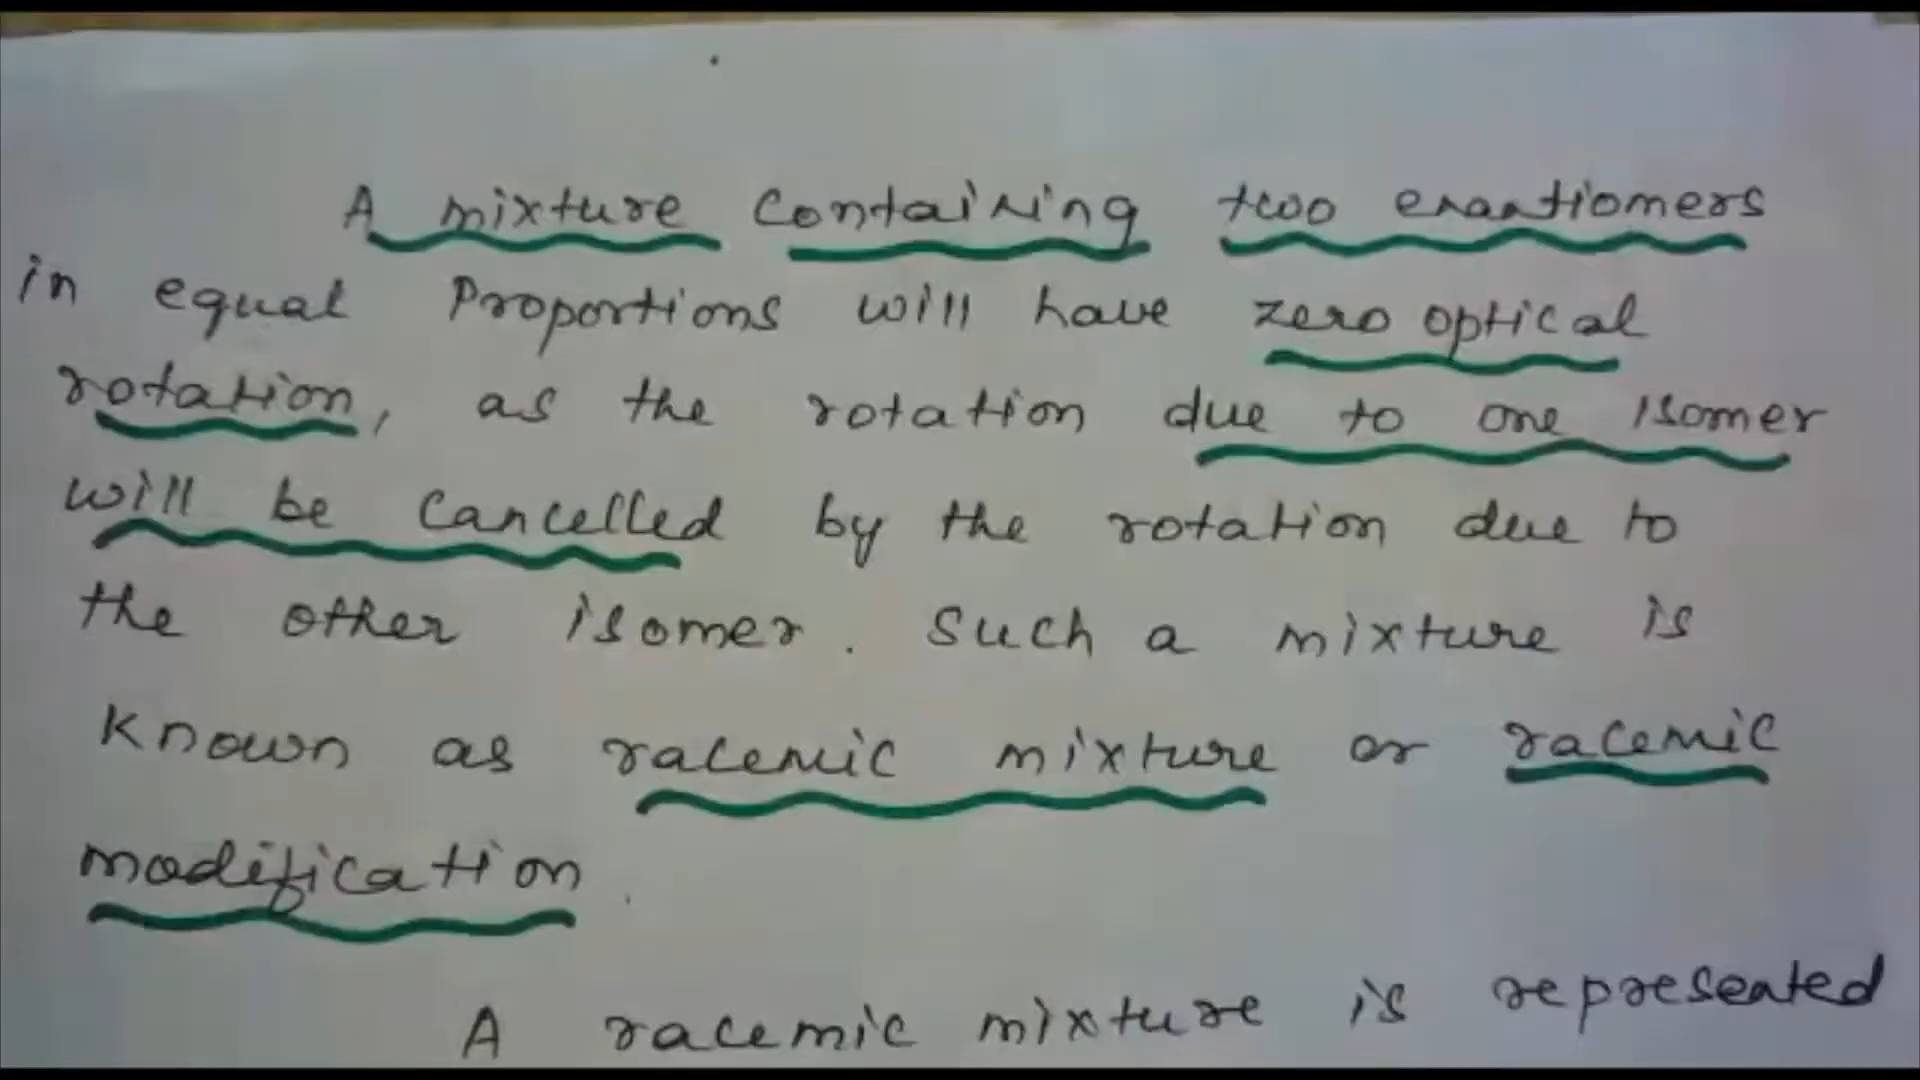 A mixture containing two enantiomers
in equal Proportions will have zero optical
rotation, as the rotation due to one isomer
will be cancelled by the rotation due to
the other isomer. Such a mixture is
known as racemic mixture or racemic
modification.
A racemic mixture is represented